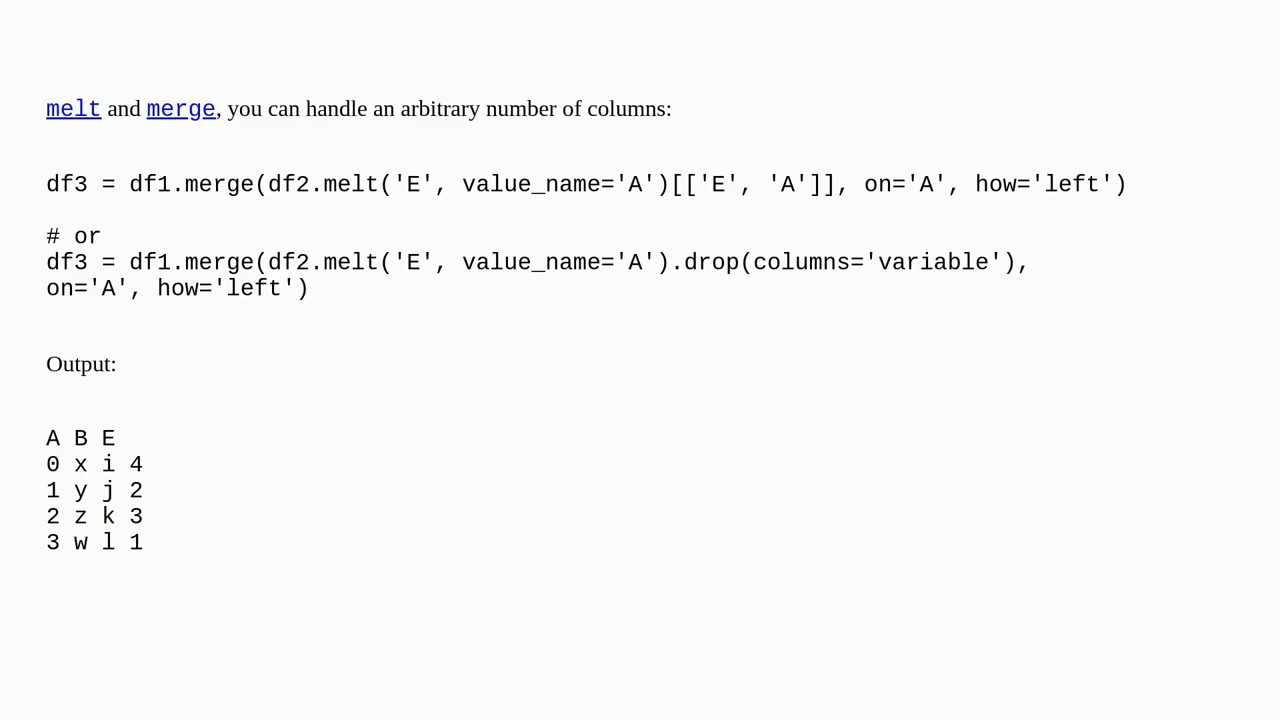 melt and merge, you can handle an arbitrary number of columns:
df3 = df1.merge(df2.melt('E', value_name='A')[['E', 'A']], on='A', how='left')
# or
df3 = df1.merge(df2.melt('E', value_name='A').drop(columns='variable'),
on='A', how='left')
Output:
A B E
0 x i 4
1 y j 2
2 z k 3
3 w l 1